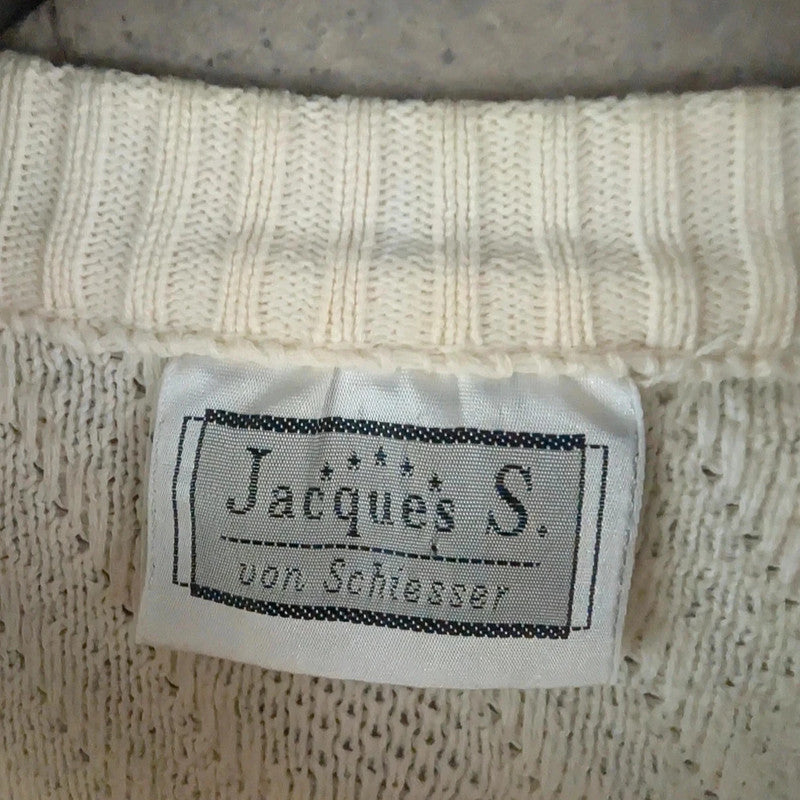 Jacques S.
von Schiesser